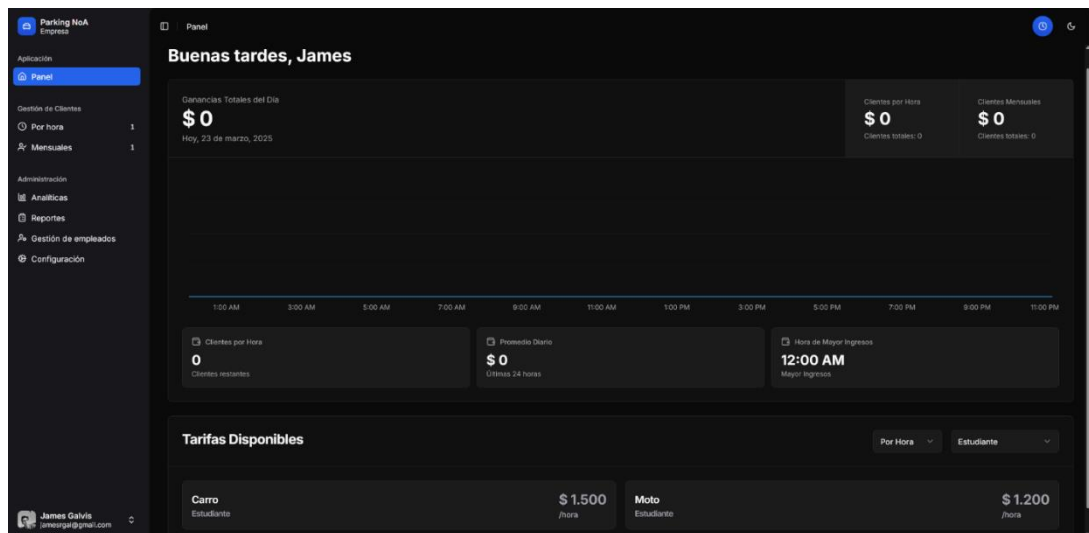 Parking NoA
Empresa
Aplicación
Panel
Gestión de Clientes
Por hora 1
Mensuales 1
Administración
Analíticas
Reportes
Gestión de empleados
Configuración
James Galvis
jamesrgal@gmail.com
Panel
Buenas tardes, James
Ganancias Totales del Día
$ 0
Hoy, 23 de marzo, 2025
Clientes por Hora
$ 0
Clientes totales: 0
Clientes Mensuales
$ 0
Clientes totales: 0
1:00 AM 3:00 AM 5:00 AM 7:00 AM 9:00 AM 11:00 AM 1:00 PM 3:00 PM 5:00 PM 7:00 PM 9:00 PM 11:00 PM
Clientes por Hora
0
Clientes restantes
Promedio Diario
$ 0
Últimas 24 horas
Hora de Mayor Ingresos
12:00 AM
Mayor Ingresos
Tarifas Disponibles
Por Hora
Estudiante
Carro
Estudiante
$ 1.500
/hora
Moto
Estudiante
$ 1.200
/hora